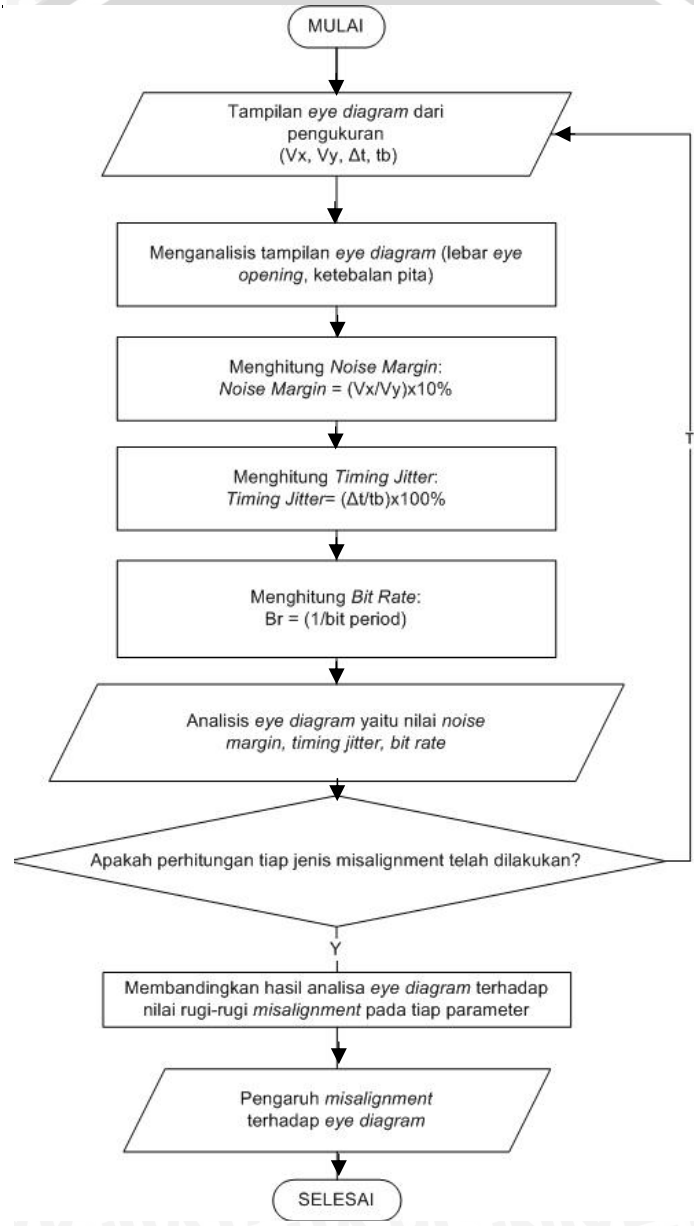 MULAI
Tampilan eye diagram dari
pengukuran
(Vx, Vy, Δt, tb)
Menganalisis tampilan eye diagram (lebar eye
opening, ketebalan pita)
Menghitung Noise Margin:
Noise Margin = (Vx/Vy)x10%
Menghitung Timing Jitter:
Timing Jitter= (Δt/tb)x100%
Menghitung Bit Rate:
Br = (1/bit period)
Analisis eye diagram yaitu nilai noise
margin, timing jitter, bit rate
Apakah perhitungan tiap jenis misalignment telah dilakukan?
T
Y
Membandingkan hasil analisa eye diagram terhadap
nilai rugi-rugi misalignment pada tiap parameter
Pengaruh misalignment
terhadap eye diagram
SELESAI